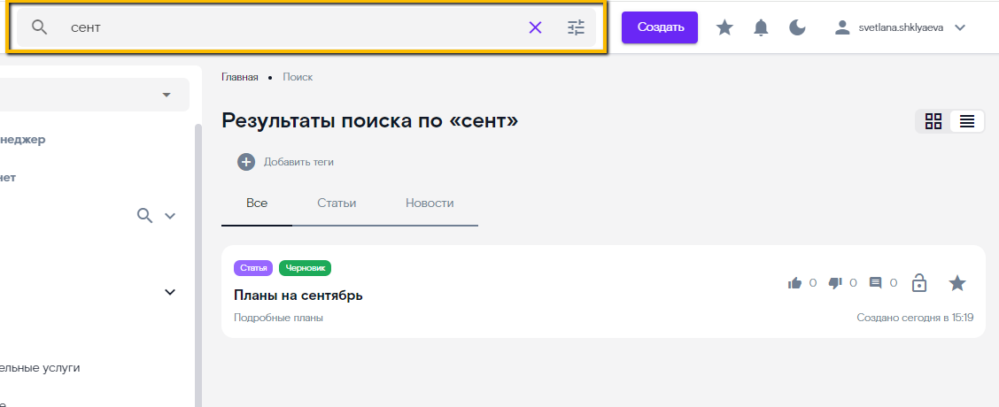 сент
Создать
svetlana.shklyaeva
Главная • Поиск
неджер
нет
ельные услуги
е
Результаты поиска по «сент»
Добавить теги
Все Статьи Новости
Статья Черновик
Планы на сентябрь
0 0 0
Подробные планы
Создано сегодня в 15:19